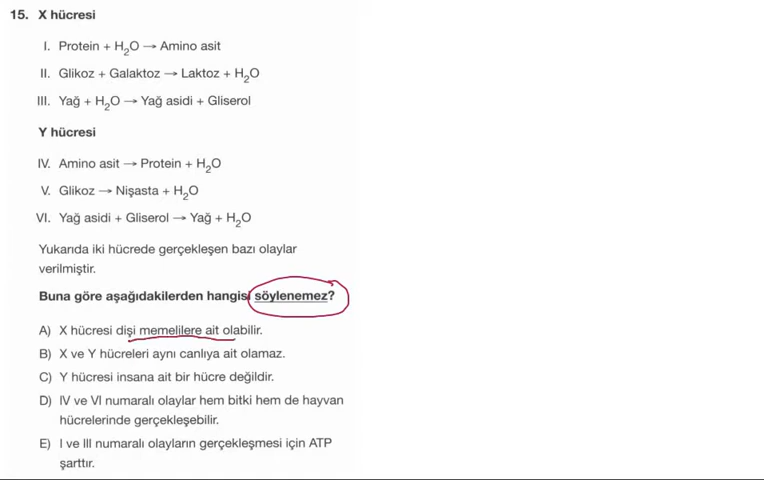 15. X hücresi
I. Protein + H₂O → Amino asit
II. Glikoz + Galaktoz → Laktoz + H₂O
III. Yağ + H₂O → Yağ asidi + Gliserol
Y hücresi
IV. Amino asit → Protein + H₂O
V. Glikoz → Nişasta + H₂O
VI. Yağ asidi + Gliserol → Yağ + H₂O
Yukarıda iki hücrede gerçekleşen bazı olaylar
verilmiştir.
Buna göre aşağıdakilerden hangisi söylenemez?
A) X hücresi dişi memelilere ait olabilir.
B) X ve Y hücreleri aynı canlıya ait olamaz.
C) Y hücresi insana ait bir hücre değildir.
D) IV ve VI numaralı olaylar hem bitki hem de hayvan
hücrelerinde gerçekleşebilir.
E) I ve III numaralı olayların gerçekleşmesi için ATP
şarttır.